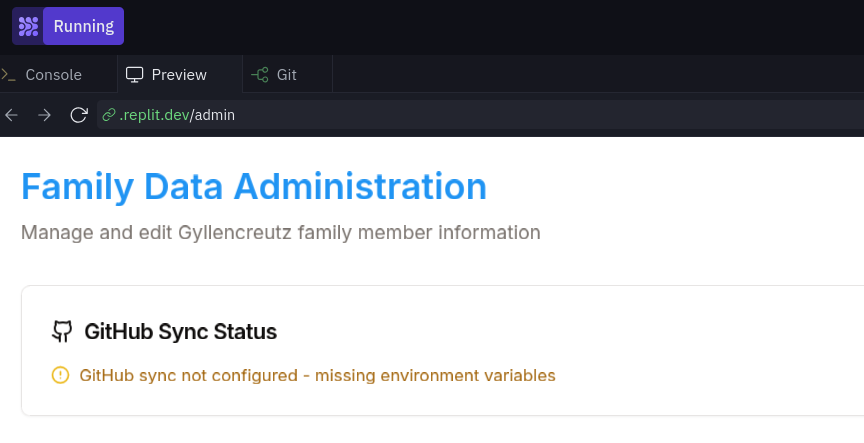 Running
Console Preview Git
.replit.dev/admin
Family Data Administration
Manage and edit Gyllencreutz family member information
GitHub Sync Status
GitHub sync not configured - missing environment variables